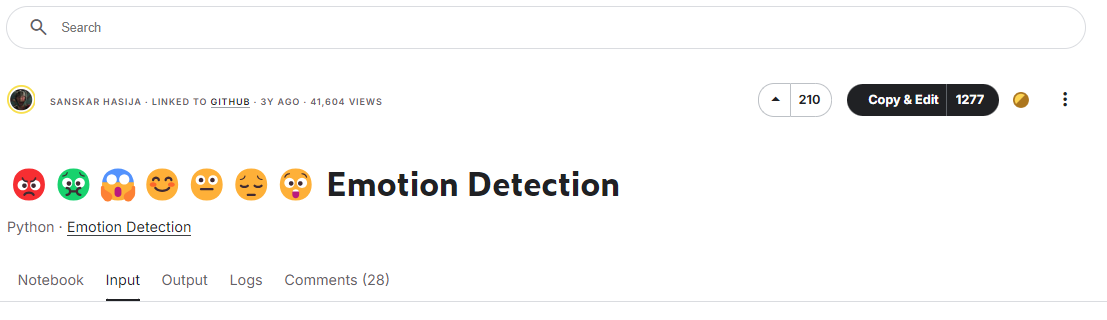 Search
SANSKAR HASIJA · LINKED TO GITHUB · 3Y AGO · 41,604 VIEWS
210
Copy & Edit 1277
😡 🤢 😱 😊 😐 😔 😲 Emotion Detection
Python · Emotion Detection
Notebook Input Output Logs Comments (28)